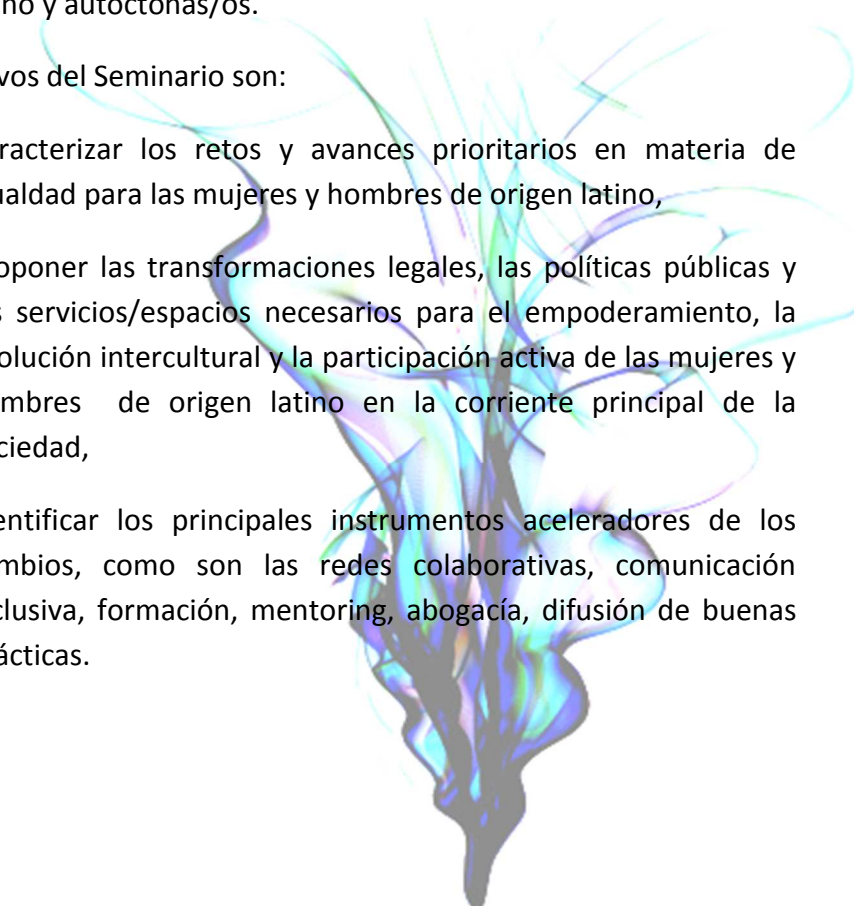 no y autóctonas/os.
vos del Seminario son:
racterizar los retos y avances prioritarios en materia de
ualdad para las mujeres y hombres de origen latino,
oponer las transformaciones legales, las políticas públicas y
s servicios/espacios necesarios para el empoderamiento, la
olución intercultural y la participación activa de las mujeres y
mbres de origen latino en la corriente principal de la
ciedad,
entificar los principales instrumentos aceleradores de los
mbios, como son las redes colaborativas, comunicación
clusiva, formación, mentoring, abogacía, difusión de buenas
ácticas.